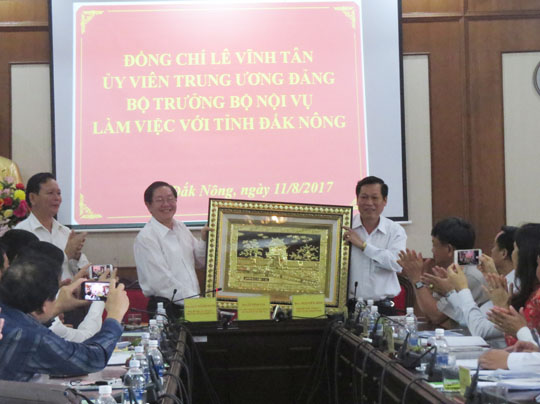 ĐỒNG CHÍ LÊ VĨNH TÂN
ỦY VIÊN TRUNG ƯƠNG ĐẢNG
BỘ TRƯỞNG BỘ NỘI VỤ
LÀM VIỆC VỚI TỈNH ĐẮK NÔNG
Đắk Nông, ngày 11/8/2017